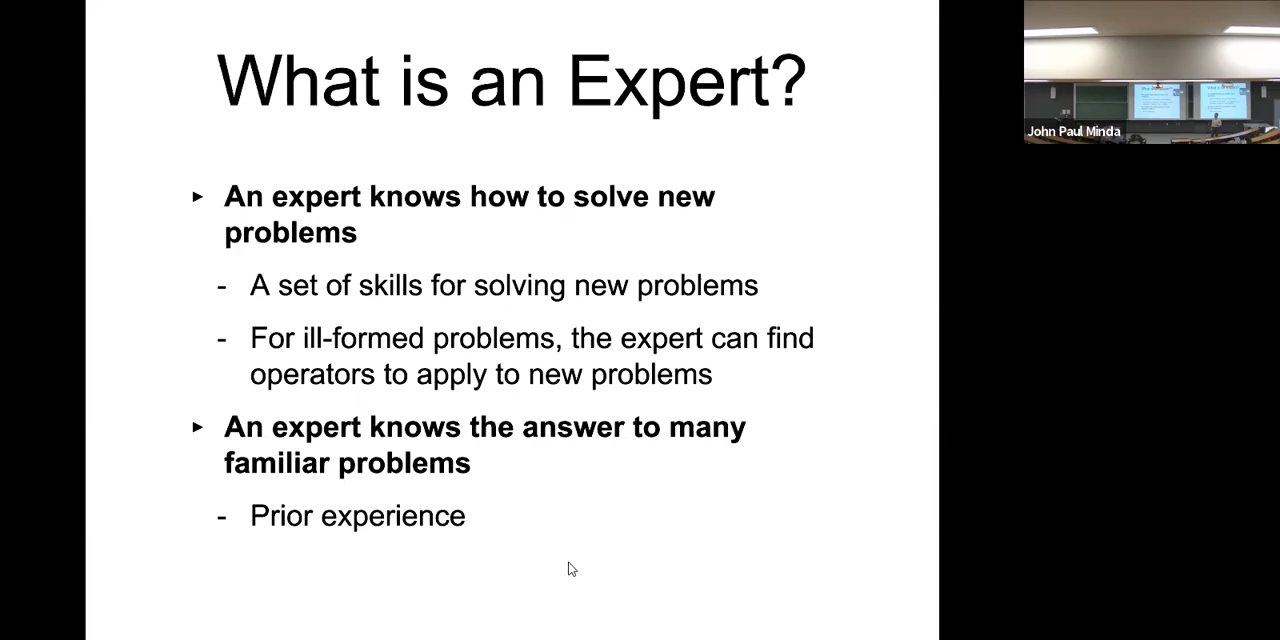 What is an Expert?
▸ An expert knows how to solve new
problems
- A set of skills for solving new problems
- For ill-formed problems, the expert can find
operators to apply to new problems
▸ An expert knows the answer to many
familiar problems
- Prior experience
John Paul Minda